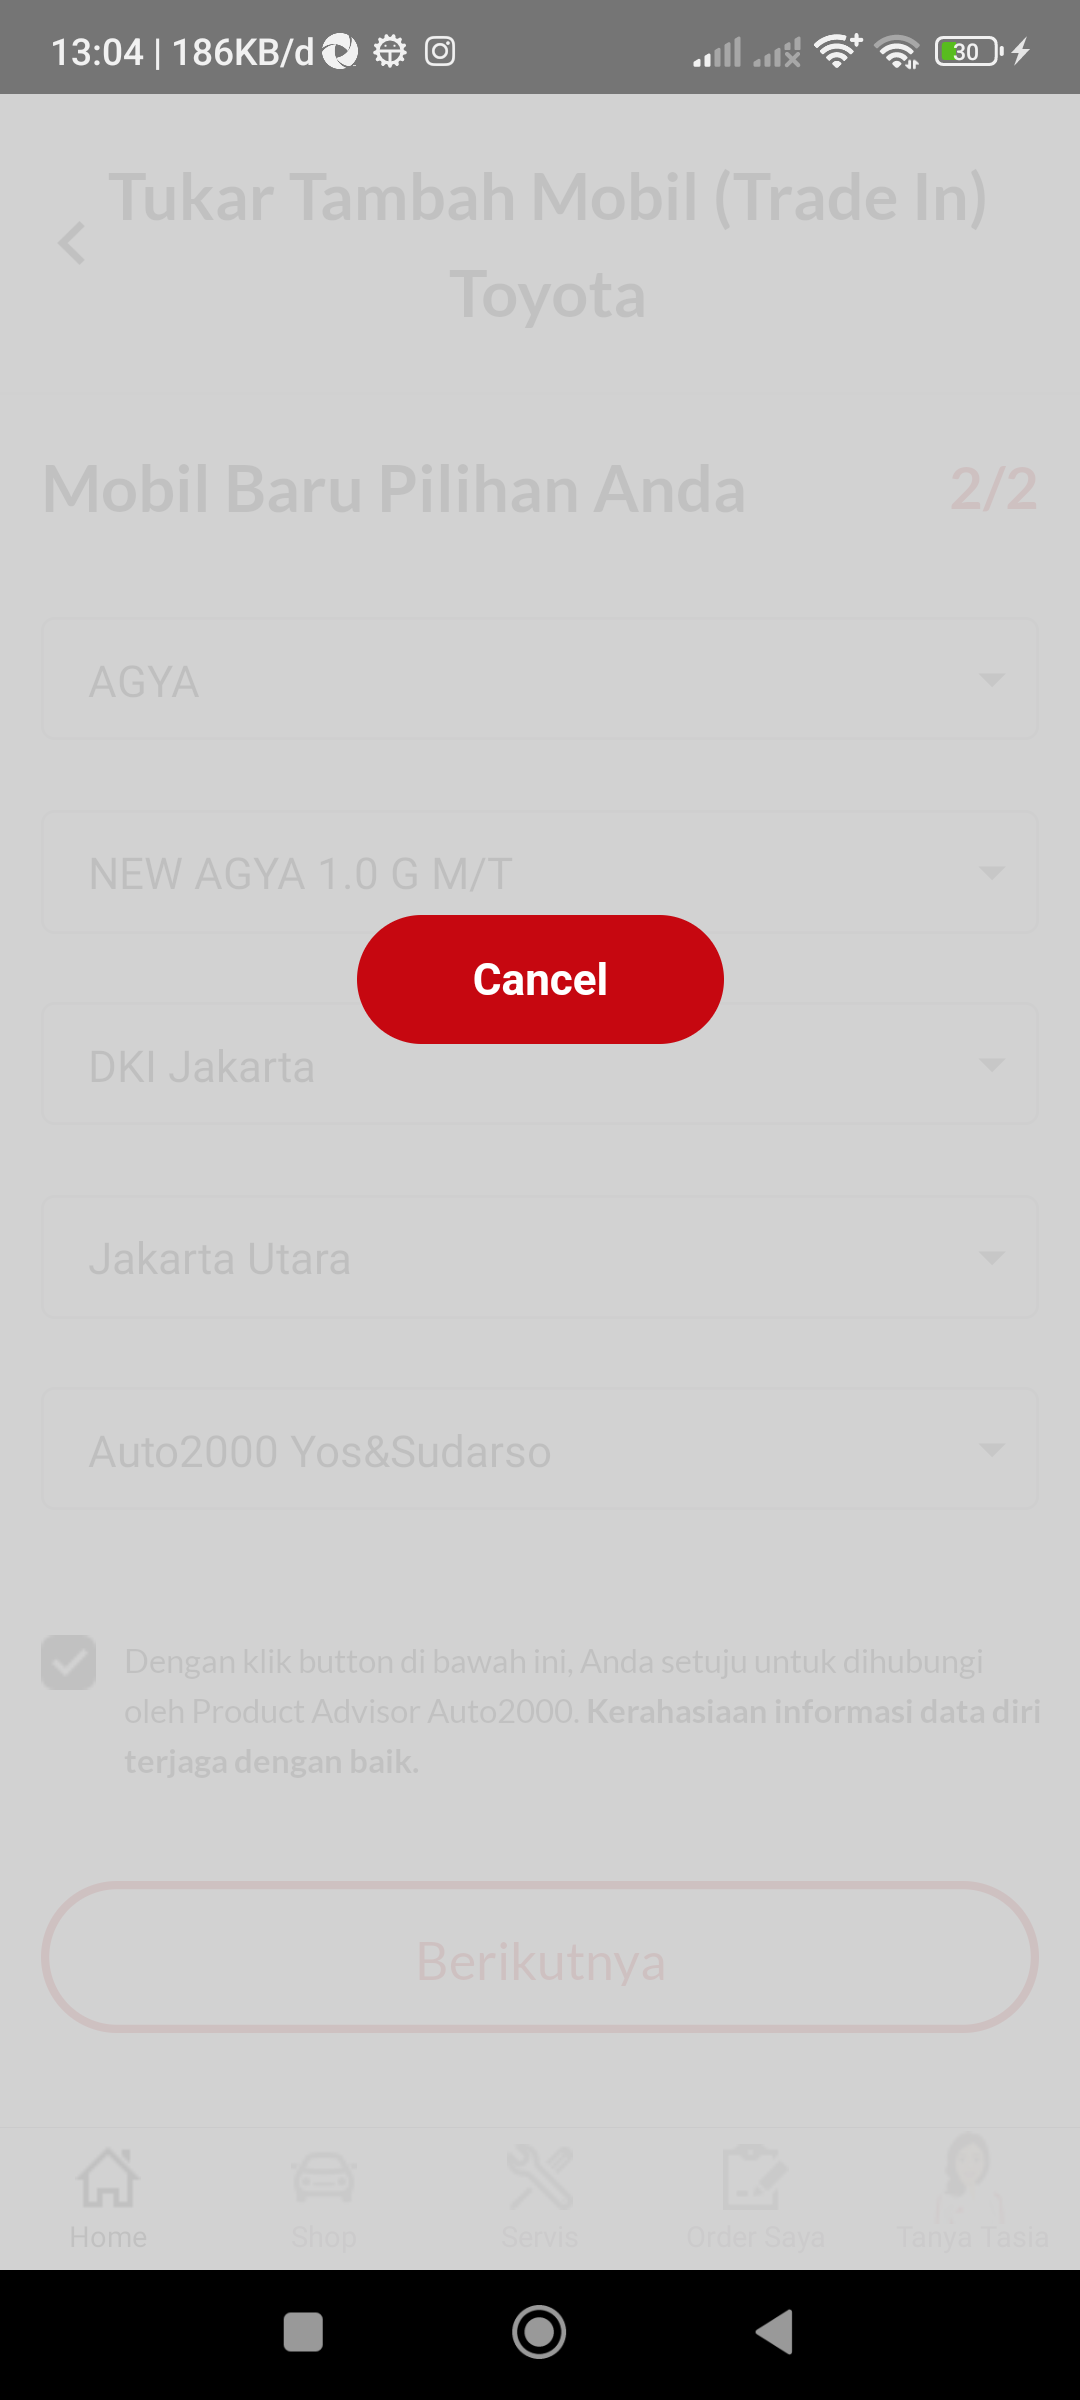 13:04 | 186KB/d
30
Tukar Tambah Mobil (Trade In)
Toyota
Mobil Baru Pilihan Anda
2/2
AGYA
NEW AGYA 1.0 G M/T
Cancel
DKI Jakarta
Jakarta Utara
Auto2000 Yos&Sudarso
Dengan klik button di bawah ini, Anda setuju untuk dihubungi
oleh Product Advisor Auto2000. Kerahasiaan informasi data diri
terjaga dengan baik.
Berikutnya
Home
Shop
Servis
Order Saya
Tanya Tasia